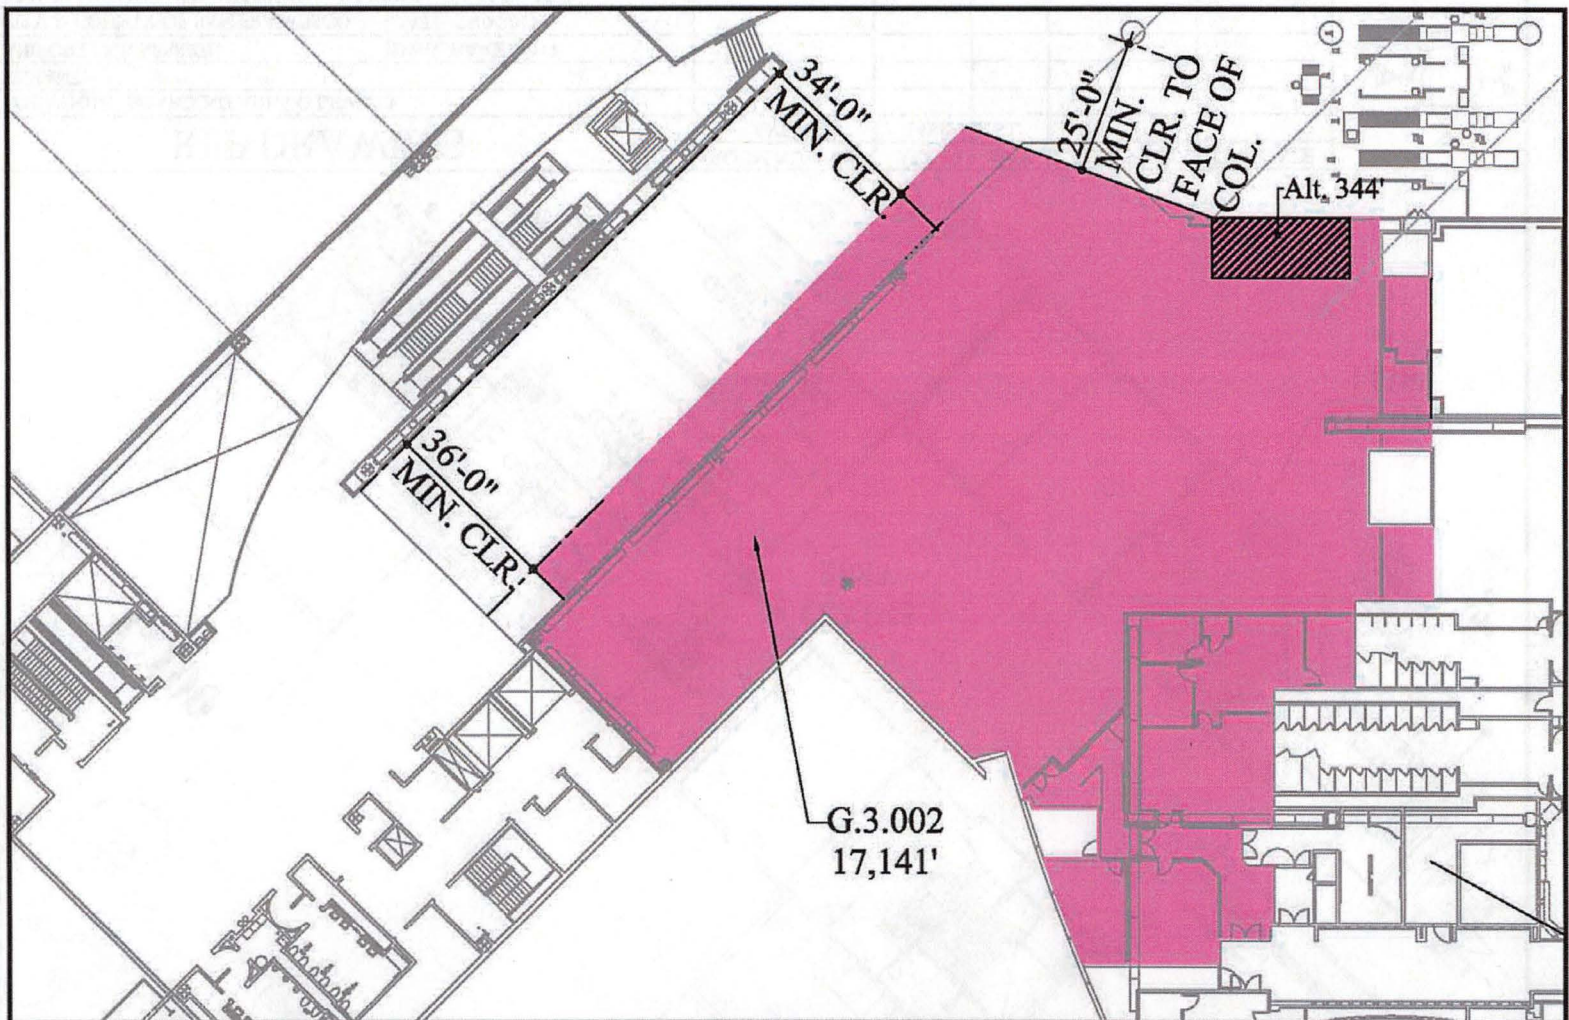 34'-0"
MIN. CLR.
25'-0"
MIN.
CLR. TO
FACE OF
COL.
Alt. 344'
36'-0"
MIN. CLR.
G.3.002
17,141'